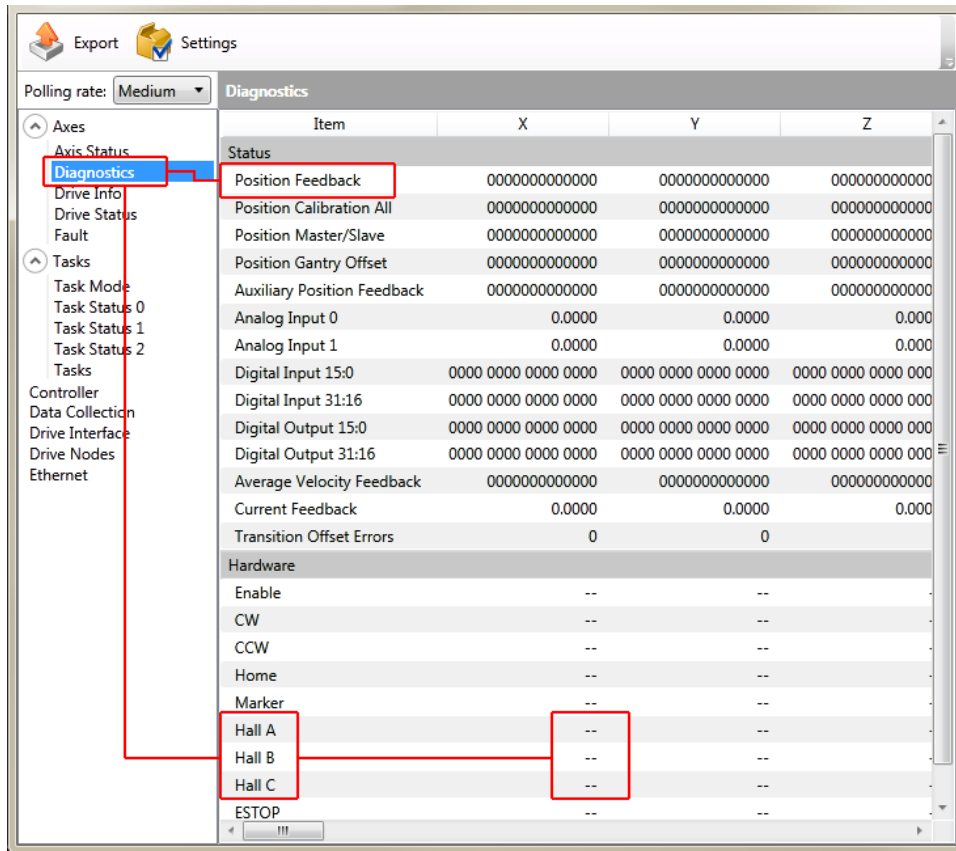 Export Settings
Polling rate: Medium
Diagnostics
Axes
Axis Status
Diagnostics
Drive Info
Drive Status
Fault
Tasks
Task Mode
Task Status 0
Task Status 1
Task Status 2
Tasks
Controller
Data Collection
Drive Interface
Drive Nodes
Ethernet
Item X Y Z
Status
Position Feedback 0000000000000 0000000000000 000000000000
Position Calibration All 0000000000000 0000000000000 000000000000
Position Master/Slave 0000000000000 0000000000000 000000000000
Position Gantry Offset 0000000000000 0000000000000 000000000000
Auxiliary Position Feedback 0000000000000 0000000000000 000000000000
Analog Input 0 0.0000 0.0000 0.000
Analog Input 1 0.0000 0.0000 0.000
Digital Input 15:0 0000 0000 0000 0000 0000 0000 0000 0000 0000 0000 0000 000
Digital Input 31:16 0000 0000 0000 0000 0000 0000 0000 0000 0000 0000 0000 000
Digital Output 15:0 0000 0000 0000 0000 0000 0000 0000 0000 0000 0000 0000 000
Digital Output 31:16 0000 0000 0000 0000 0000 0000 0000 0000 0000 0000 0000 000
Average Velocity Feedback 0000000000000 0000000000000 000000000000
Current Feedback 0.0000 0.0000 0.000
Transition Offset Errors 0 0
Hardware
Enable -- -- -
CW -- -- -
CCW -- -- -
Home -- -- -
Marker -- -- -
Hall A -- -- -
Hall B -- -- -
Hall C -- -- -
ESTOP -- -- -